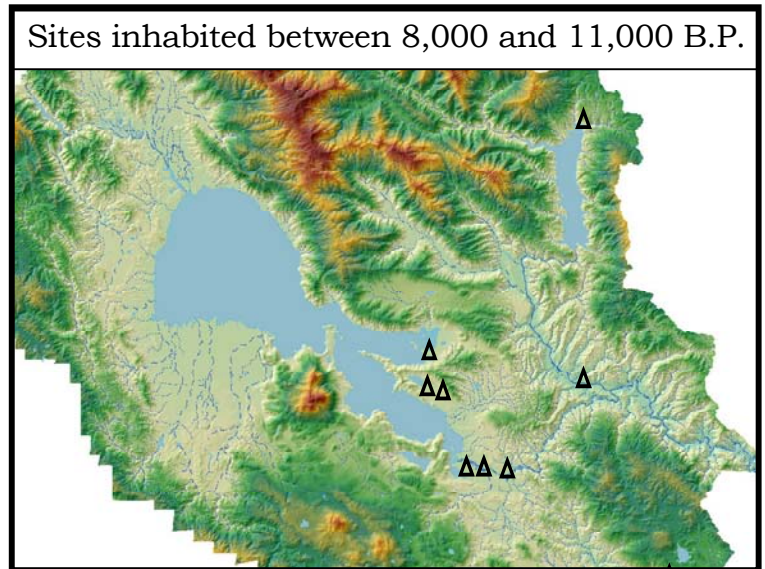 Sites inhabited between 8,000 and 11,000 B.P.